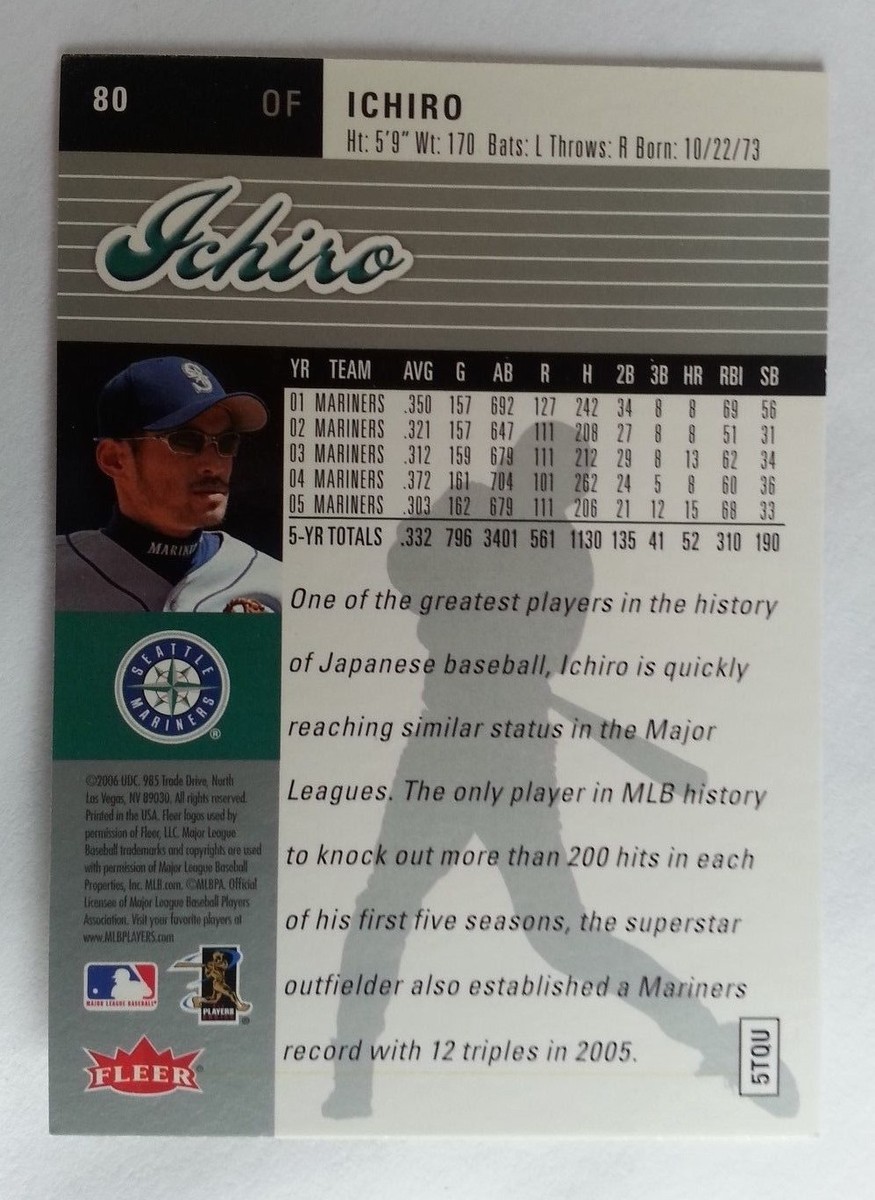 80 OF ICHIRO
Ht: 5'9" Wt: 170 Bats: L Throws: R Born: 10/22/73
Ichiro
YR TEAM AVG G AB R H 2B 3B HR RBI SB
01 MARINERS .350 157 692 127 242 34 8 8 69 56
02 MARINERS .321 157 647 111 208 27 8 8 51 31
03 MARINERS .312 159 679 111 212 29 8 13 62 34
04 MARINERS .372 161 704 101 262 24 5 8 60 36
05 MARINERS .303 162 679 111 206 21 12 15 68 33
5-YR TOTALS .332 796 3401 561 1130 135 41 52 310 190
S
MARIN
One of the greatest players in the history
of Japanese baseball, Ichiro is quickly
reaching similar status in the Major
Leagues. The only player in MLB history
to knock out more than 200 hits in each
of his first five seasons, the superstar
outfielder also established a Mariners
record with 12 triples in 2005.
SEATTLE
MARINERS
®
©2006 UDC. 985 Trade Drive, North
Las Vegas, NV 89030. All rights reserved.
Printed in the USA. Fleer logos used by
permission of Fleer, LLC. Major League
Baseball trademarks and copyrights are used
with permission of Major League Baseball
Properties, Inc. MLB.com. ©MLBPA. Official
Licensee of Major League Baseball Players
Association. Visit your favorite players at
www.MLBPLAYERS.com
MAJOR LEAGUE BASEBALL
PLAYERS
FLEER
5TQU